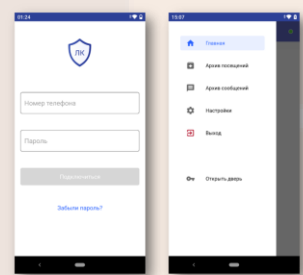 01:24
ЛК
Номер телефона
Пароль
Подключиться
Забыли пароль?
15:07
Главная
Архив посещений
Архив сообщений
Настройки
Выход
Открыть дверь